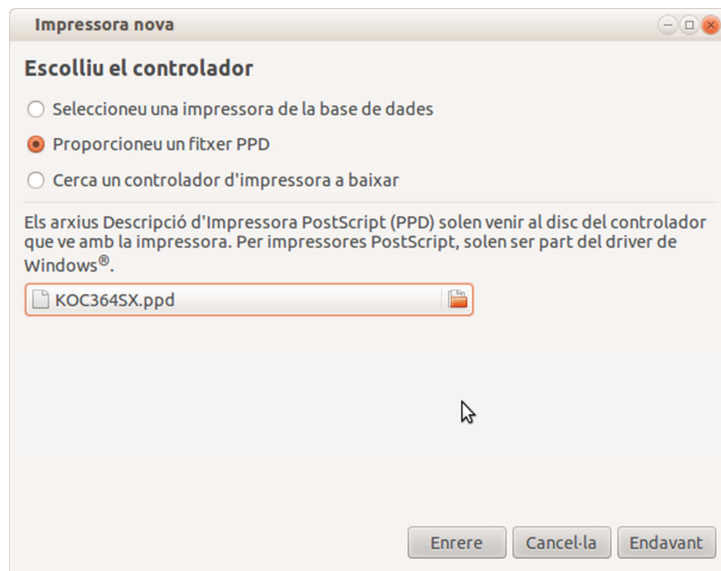 Impressora nova
Escolliu el controlador
Seleccioneu una impressora de la base de dades
Proporcioneu un fitxer PPD
Cerca un controlador d'impressora a baixar
Els arxius Descripció d'Impressora PostScript (PPD) solen venir al disc del controlador
que ve amb la impressora. Per impressores PostScript, solen ser part del driver de
Windows®.
KOC364SX.ppd
Enrere Cancel·la Endavant